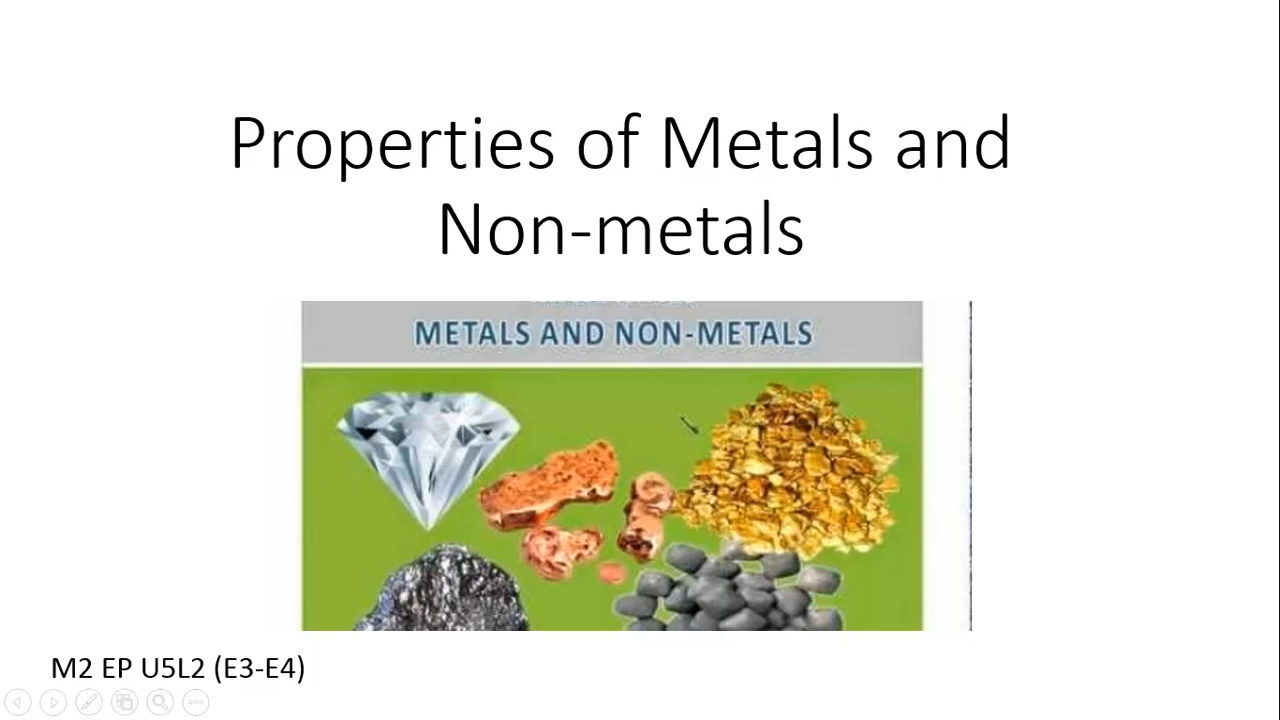 Properties of Metals and
Non-metals
METALS AND NON-METALS
M2 EP U5L2 (E3-E4)